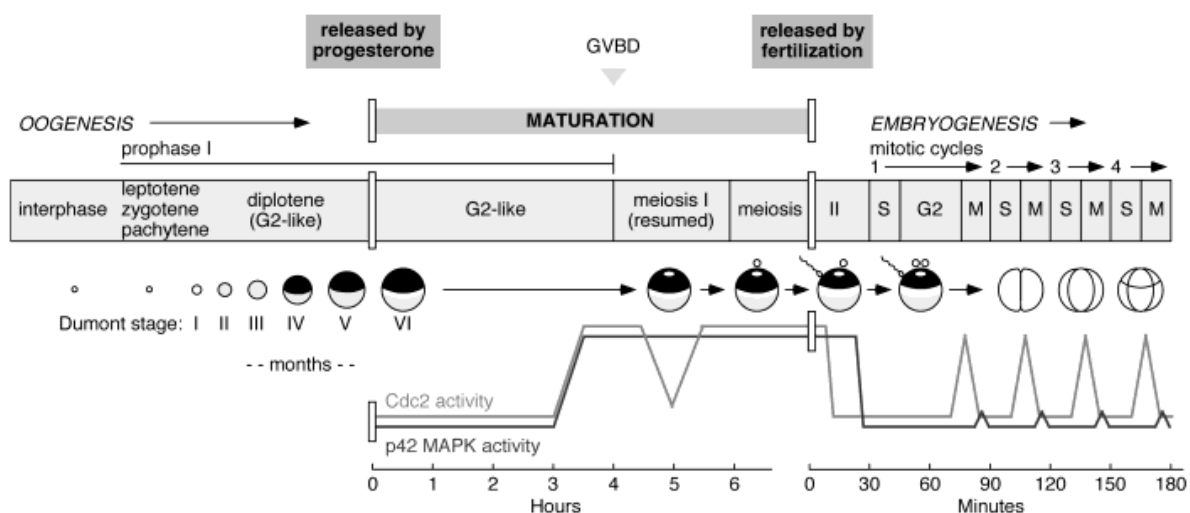 released by
progesterone
GVBD
released by
fertilization
OOGENESIS
MATURATION
EMBRYOGENESIS
prophase I
mitotic cycles
1 2 3 4
interphase
leptotene
zygotene
pachytene
diplotene
(G2-like)
G2-like
meiosis I
(resumed)
meiosis II
S G2 M S M S M S M
Dumont stage: I II III IV V VI
- - months - -
Cdc2 activity
p42 MAPK activity
0 1 2 3 4 5 6
Hours
0 30 60 90 120 150 180
Minutes